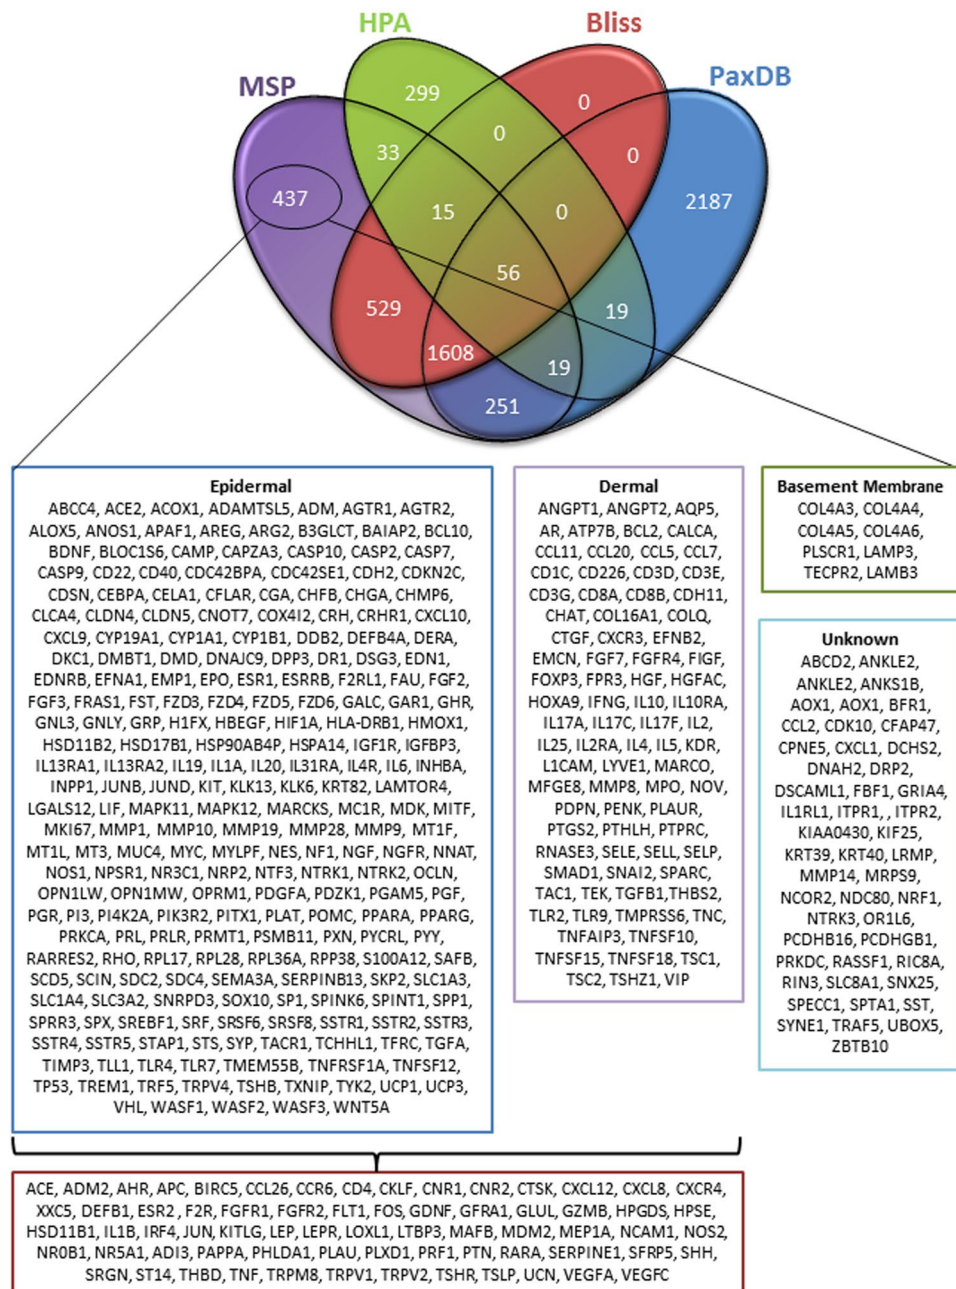 HPA
Bliss
MSP
PaxDB
299
0
0
33
0
437
15
0
2187
56
529
19
1608
19
251
Epidermal
ABCC4, ACE2, ACOX1, ADAMTSL5, ADM, AGTR1, AGTR2,
ALOX5, ANOS1, APAF1, AREG, ARG2, B3GLCT, BAIAP2, BCL10,
BDNF, BLOC1S6, CAMP, CAPZA3, CASP10, CASP2, CASP7,
CASP9, CD22, CD40, CDC42BPA, CDC42SE1, CDH2, CDKN2C,
CDSN, CEBPA, CELA1, CFLAR, CGA, CHFB, CHGA, CHMP6,
CLCA4, CLDN4, CLDN5, CNOT7, COX4I2, CRH, CRHR1, CXCL10,
CXCL9, CYP19A1, CYP1A1, CYP1B1, DDB2, DEFB4A, DERA,
DKC1, DMBT1, DMD, DNAJC9, DPP3, DR1, DSG3, EDN1,
EDNRB, EFNA1, EMP1, EPO, ESR1, ESRRB, F2RL1, FAU, FGF2,
FGF3, FRAS1, FST, FZD3, FZD4, FZD5, FZD6, GALC, GAR1, GHR,
GNL3, GNLY, GRP, H1FX, HBEGF, HIF1A, HLA-DRB1, HMOX1,
HSD11B2, HSD17B1, HSP90AB4P, HSPA14, IGF1R, IGFBP3,
IL13RA1, IL13RA2, IL19, IL1A, IL20, IL31RA, IL4R, IL6, INHBA,
INPP1, JUNB, JUND, KIT, KLK13, KLK6, KRT82, LAMTOR4,
LGALS12, LIF, MAPK11, MAPK12, MARCKS, MC1R, MDK, MITF,
MKI67, MMP1, MMP10, MMP19, MMP28, MMP9, MT1F,
MT1L, MT3, MUC4, MYC, MYLPF, NES, NF1, NGF, NGFR, NNAT,
NOS1, NPSR1, NR3C1, NRP2, NTF3, NTRK1, NTRK2, OCLN,
OPN1LW, OPN1MW, OPRM1, PDGFA, PDZK1, PGAM5, PGF,
PGR, PI3, PI4K2A, PIK3R2, PITX1, PLAT, POMC, PPARA, PPARG,
PRKCA, PRL, PRLR, PRMT1, PSMB11, PXN, PYCRL, PYY,
RARRES2, RHO, RPL17, RPL28, RPL36A, RPP38, S100A12, SAFB,
SCD5, SCIN, SDC2, SDC4, SEMA3A, SERPINB13, SKP2, SLC1A3,
SLC1A4, SLC3A2, SNRPD3, SOX10, SP1, SPINK6, SPINT1, SPP1,
SPRR3, SPX, SREBF1, SRF, SRSF6, SRSF8, SSTR1, SSTR2, SSTR3,
SSTR4, SSTR5, STAP1, STS, SYP, TACR1, TCHHL1, TFRC, TGFA,
TIMP3, TLL1, TLR4, TLR7, TMEM55B, TNFRSF1A, TNFSF12,
TP53, TREM1, TRF5, TRPV4, TSHB, TXNIP, TYK2, UCP1, UCP3,
VHL, WASF1, WASF2, WASF3, WNT5A
Dermal
ANGPT1, ANGPT2, AQP5,
AR, ATP7B, BCL2, CALCA,
CCL11, CCL20, CCL5, CCL7,
CD1C, CD226, CD3D, CD3E,
CD3G, CD8A, CD8B, CDH11,
CHAT, COL16A1, COLQ,
CTGF, CXCR3, EFNB2,
EMCN, FGF7, FGFR4, FIGF,
FOXP3, FPR3, HGF, HGFAC,
HOXA9, IFNG, IL10, IL10RA,
IL17A, IL17C, IL17F, IL2,
IL25, IL2RA, IL4, IL5, KDR,
L1CAM, LYVE1, MARCO,
MFGE8, MMP8, MPO, NOV,
PDPN, PENK, PLAUR,
PTGS2, PTHLH, PTPRC,
RNASE3, SELE, SELL, SELP,
SMAD1, SNAI2, SPARC,
TAC1, TEK, TGFB1, THBS2,
TLR2, TLR9, TMPRSS6, TNC,
TNFAIP3, TNFSF10,
TNFSF15, TNFSF18, TSC1,
TSC2, TSHZ1, VIP
Basement Membrane
COL4A3, COL4A4,
COL4A5, COL4A6,
PLSCR1, LAMP3,
TECPR2, LAMB3
Unknown
ABCD2, ANKLE2,
ANKLE2, ANKS1B,
AOX1, AOX1, BFR1,
CCL2, CDK10, CFAP47,
CPNE5, CXCL1, DCHS2,
DNAH2, DRP2,
DSCAML1, FBF1, GRIA4,
IL1RL1, ITPR1, , ITPR2,
KIAA0430, KIF25,
KRT39, KRT40, LRMP,
MMP14, MRPS9,
NCOR2, NDC80, NRF1,
NTRK3, OR1L6,
PCDHB16, PCDHGB1,
PRKDC, RASSF1, RIC8A,
RIN3, SLC8A1, SNX25,
SPECC1, SPTA1, SST,
SYNE1, TRAF5, UBOX5,
ZBTB10
ACE, ADM2, AHR, APC, BIRC5, CCL26, CCR6, CD4, CKLF, CNR1, CNR2, CTSK, CXCL12, CXCL8, CXCR4,
XXC5, DEFB1, ESR2, F2R, FGFR1, FGFR2, FLT1, FOS, GDNF, GFRA1, GLUL, GZMB, HPGDS, HPSE,
HSD11B1, IL1B, IRF4, JUN, KITLG, LEP, LEPR, LOXL1, LTBP3, MAFB, MDM2, MEP1A, NCAM1, NOS2,
NR0B1, NR5A1, ADI3, PAPPA, PHLDA1, PLAU, PLXD1, PRF1, PTN, RARA, SERPINE1, SFRP5, SHH,
SRGN, ST14, THBD, TNF, TRPM8, TRPV1, TRPV2, TSHR, TSLP, UCN, VEGFA, VEGFC